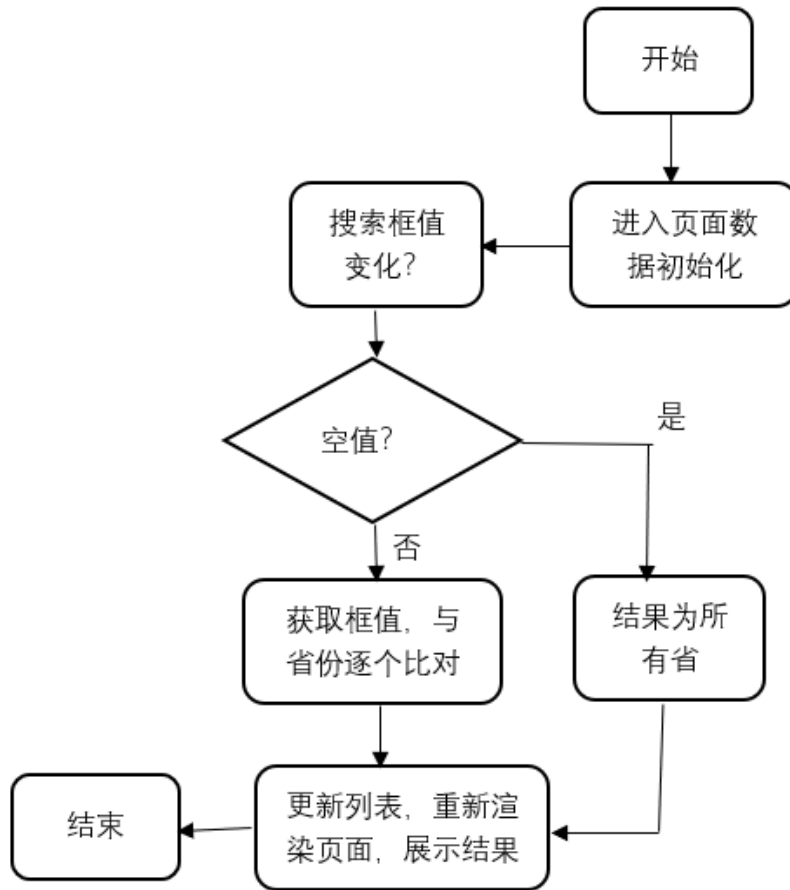 开始
进入页面数
据初始化
搜索框值
变化？
空值？
是
否
获取框值，与
省份逐个比对
结果为所
有省
更新列表，重新渲
染页面，展示结果
结束